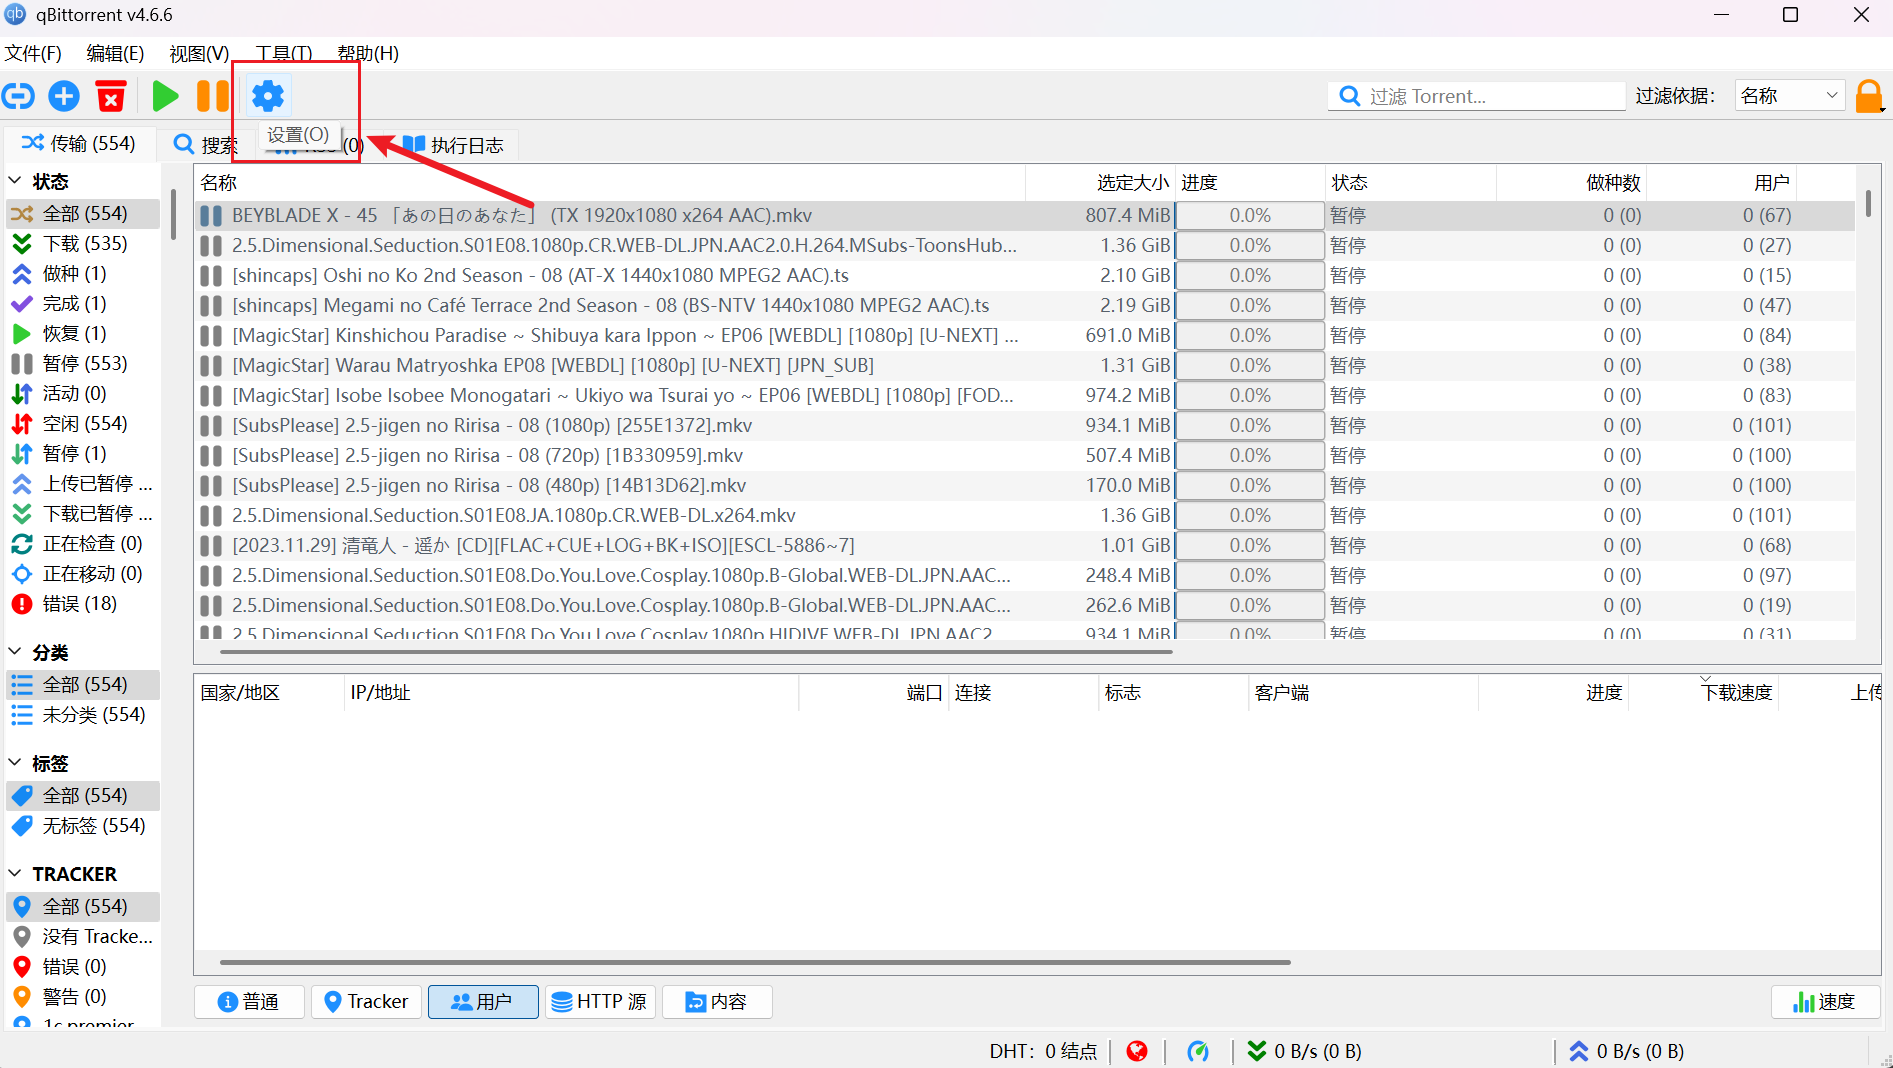 qBittorrent v4.6.6
文件(F) 编辑(E) 视图(V) 工具(T) 帮助(H)
过滤 Torrent... 过滤依据: 名称
设置(O)
传输 (554) 搜索 (0) 执行日志
状态
全部 (554)
下载 (535)
做种 (1)
完成 (1)
恢复 (1)
暂停 (553)
活动 (0)
空闲 (554)
暂停 (1)
上传已暂停 ...
下载已暂停 ...
正在检查 (0)
正在移动 (0)
错误 (18)
分类
全部 (554)
未分类 (554)
标签
全部 (554)
无标签 (554)
TRACKER
全部 (554)
没有 Tracke...
错误 (0)
警告 (0)
1c.premier
名称 选定大小 进度 状态 做种数 用户
BEYBLADE X - 45 「あの日のあなた」 (TX 1920x1080 x264 AAC).mkv 807.4 MiB 0.0% 暂停 0 (0) 0 (67)
2.5.Dimensional.Seduction.S01E08.1080p.CR.WEB-DL.JPN.AAC2.0.H.264.MSubs-ToonsHub... 1.36 GiB 0.0% 暂停 0 (0) 0 (27)
[shincaps] Oshi no Ko 2nd Season - 08 (AT-X 1440x1080 MPEG2 AAC).ts 2.10 GiB 0.0% 暂停 0 (0) 0 (15)
[shincaps] Megami no Café Terrace 2nd Season - 08 (BS-NTV 1440x1080 MPEG2 AAC).ts 2.19 GiB 0.0% 暂停 0 (0) 0 (47)
[MagicStar] Kinshichou Paradise ~ Shibuya kara Ippon ~ EP06 [WEBDL] [1080p] [U-NEXT] ... 691.0 MiB 0.0% 暂停 0 (0) 0 (84)
[MagicStar] Warau Matryoshka EP08 [WEBDL] [1080p] [U-NEXT] [JPN_SUB] 1.31 GiB 0.0% 暂停 0 (0) 0 (38)
[MagicStar] Isobe Isobee Monogatari ~ Ukiyo wa Tsurai yo ~ EP06 [WEBDL] [1080p] [FOD... 974.2 MiB 0.0% 暂停 0 (0) 0 (83)
[SubsPlease] 2.5-jigen no Ririsa - 08 (1080p) [255E1372].mkv 934.1 MiB 0.0% 暂停 0 (0) 0 (101)
[SubsPlease] 2.5-jigen no Ririsa - 08 (720p) [1B330959].mkv 507.4 MiB 0.0% 暂停 0 (0) 0 (100)
[SubsPlease] 2.5-jigen no Ririsa - 08 (480p) [14B13D62].mkv 170.0 MiB 0.0% 暂停 0 (0) 0 (100)
2.5.Dimensional.Seduction.S01E08.JA.1080p.CR.WEB-DL.x264.mkv 1.36 GiB 0.0% 暂停 0 (0) 0 (101)
[2023.11.29] 清竜人 - 遥か [CD][FLAC+CUE+LOG+BK+ISO][ESCL-5886~7] 1.01 GiB 0.0% 暂停 0 (0) 0 (68)
2.5.Dimensional.Seduction.S01E08.Do.You.Love.Cosplay.1080p.B-Global.WEB-DL.JPN.AAC... 248.4 MiB 0.0% 暂停 0 (0) 0 (97)
2.5.Dimensional.Seduction.S01E08.Do.You.Love.Cosplay.1080p.B-Global.WEB-DL.JPN.AAC... 262.6 MiB 0.0% 暂停 0 (0) 0 (19)
2.5.Dimensional.Seduction.S01E08.Do.You.Love.Cosplay.1080p.HIDIVE.WEB-DL.JPN.AAC2 934.1 MiB 0.0% 暂停 0 (0) 0 (31)
国家/地区 IP/地址 端口 连接 标志 客户端 进度 下载速度 上传
普通 Tracker 用户 HTTP 源 内容 速度
DHT: 0 结点 0 B/s (0 B) 0 B/s (0 B)